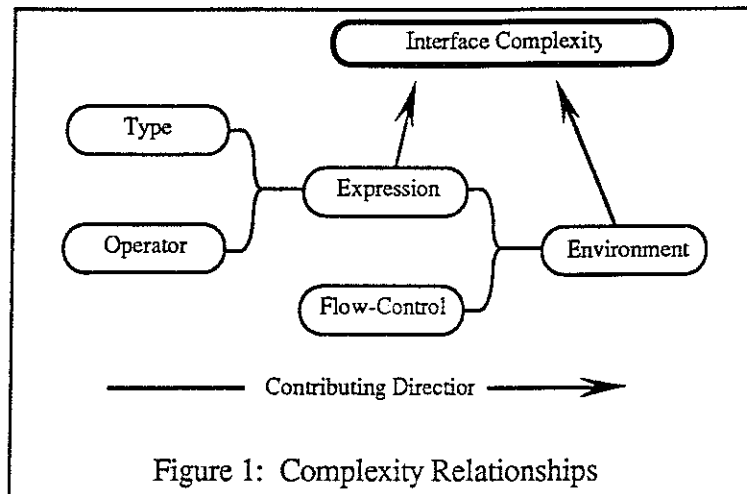 Interface Complexity
Type
Expression
Operator
Environment
Flow-Control
Contributing Direction
Figure 1: Complexity Relationships